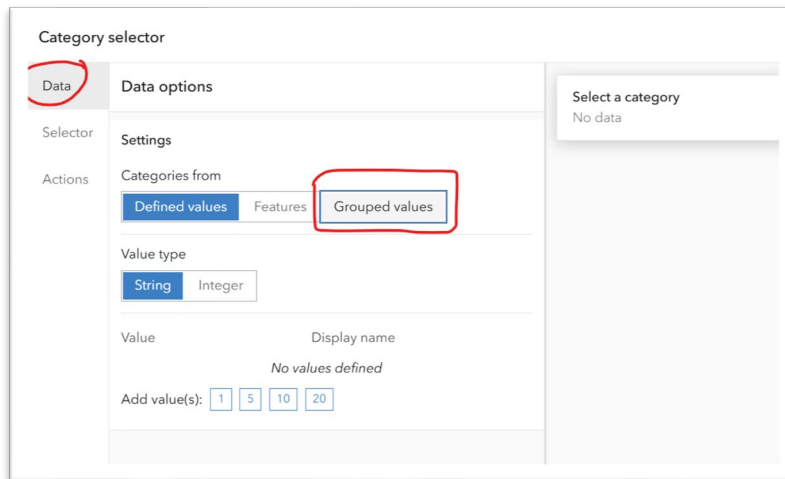 Category selector
Data
Data options
Selector
Actions
Settings
Categories from
Defined values Features Grouped values
Value type
String Integer
Value Display name
No values defined
Add value(s): 1 5 10 20
Select a category
No data